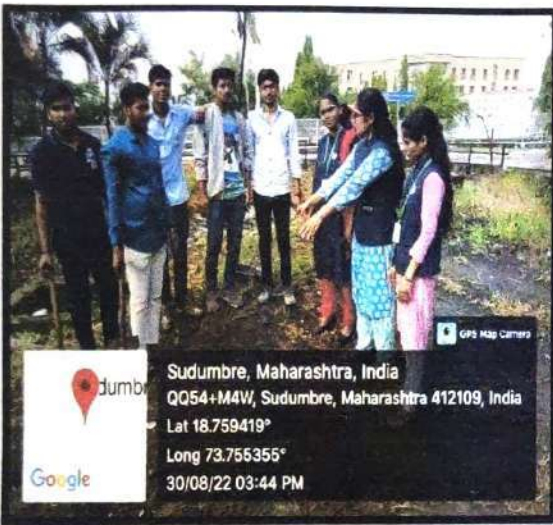 GPS Map Camera
dumbr
Google
Sudumbre, Maharashtra, India
QQ54+M4W, Sudumbre, Maharashtra 412109, India
Lat 18.759419°
Long 73.755355°
30/08/22 03:44 PM